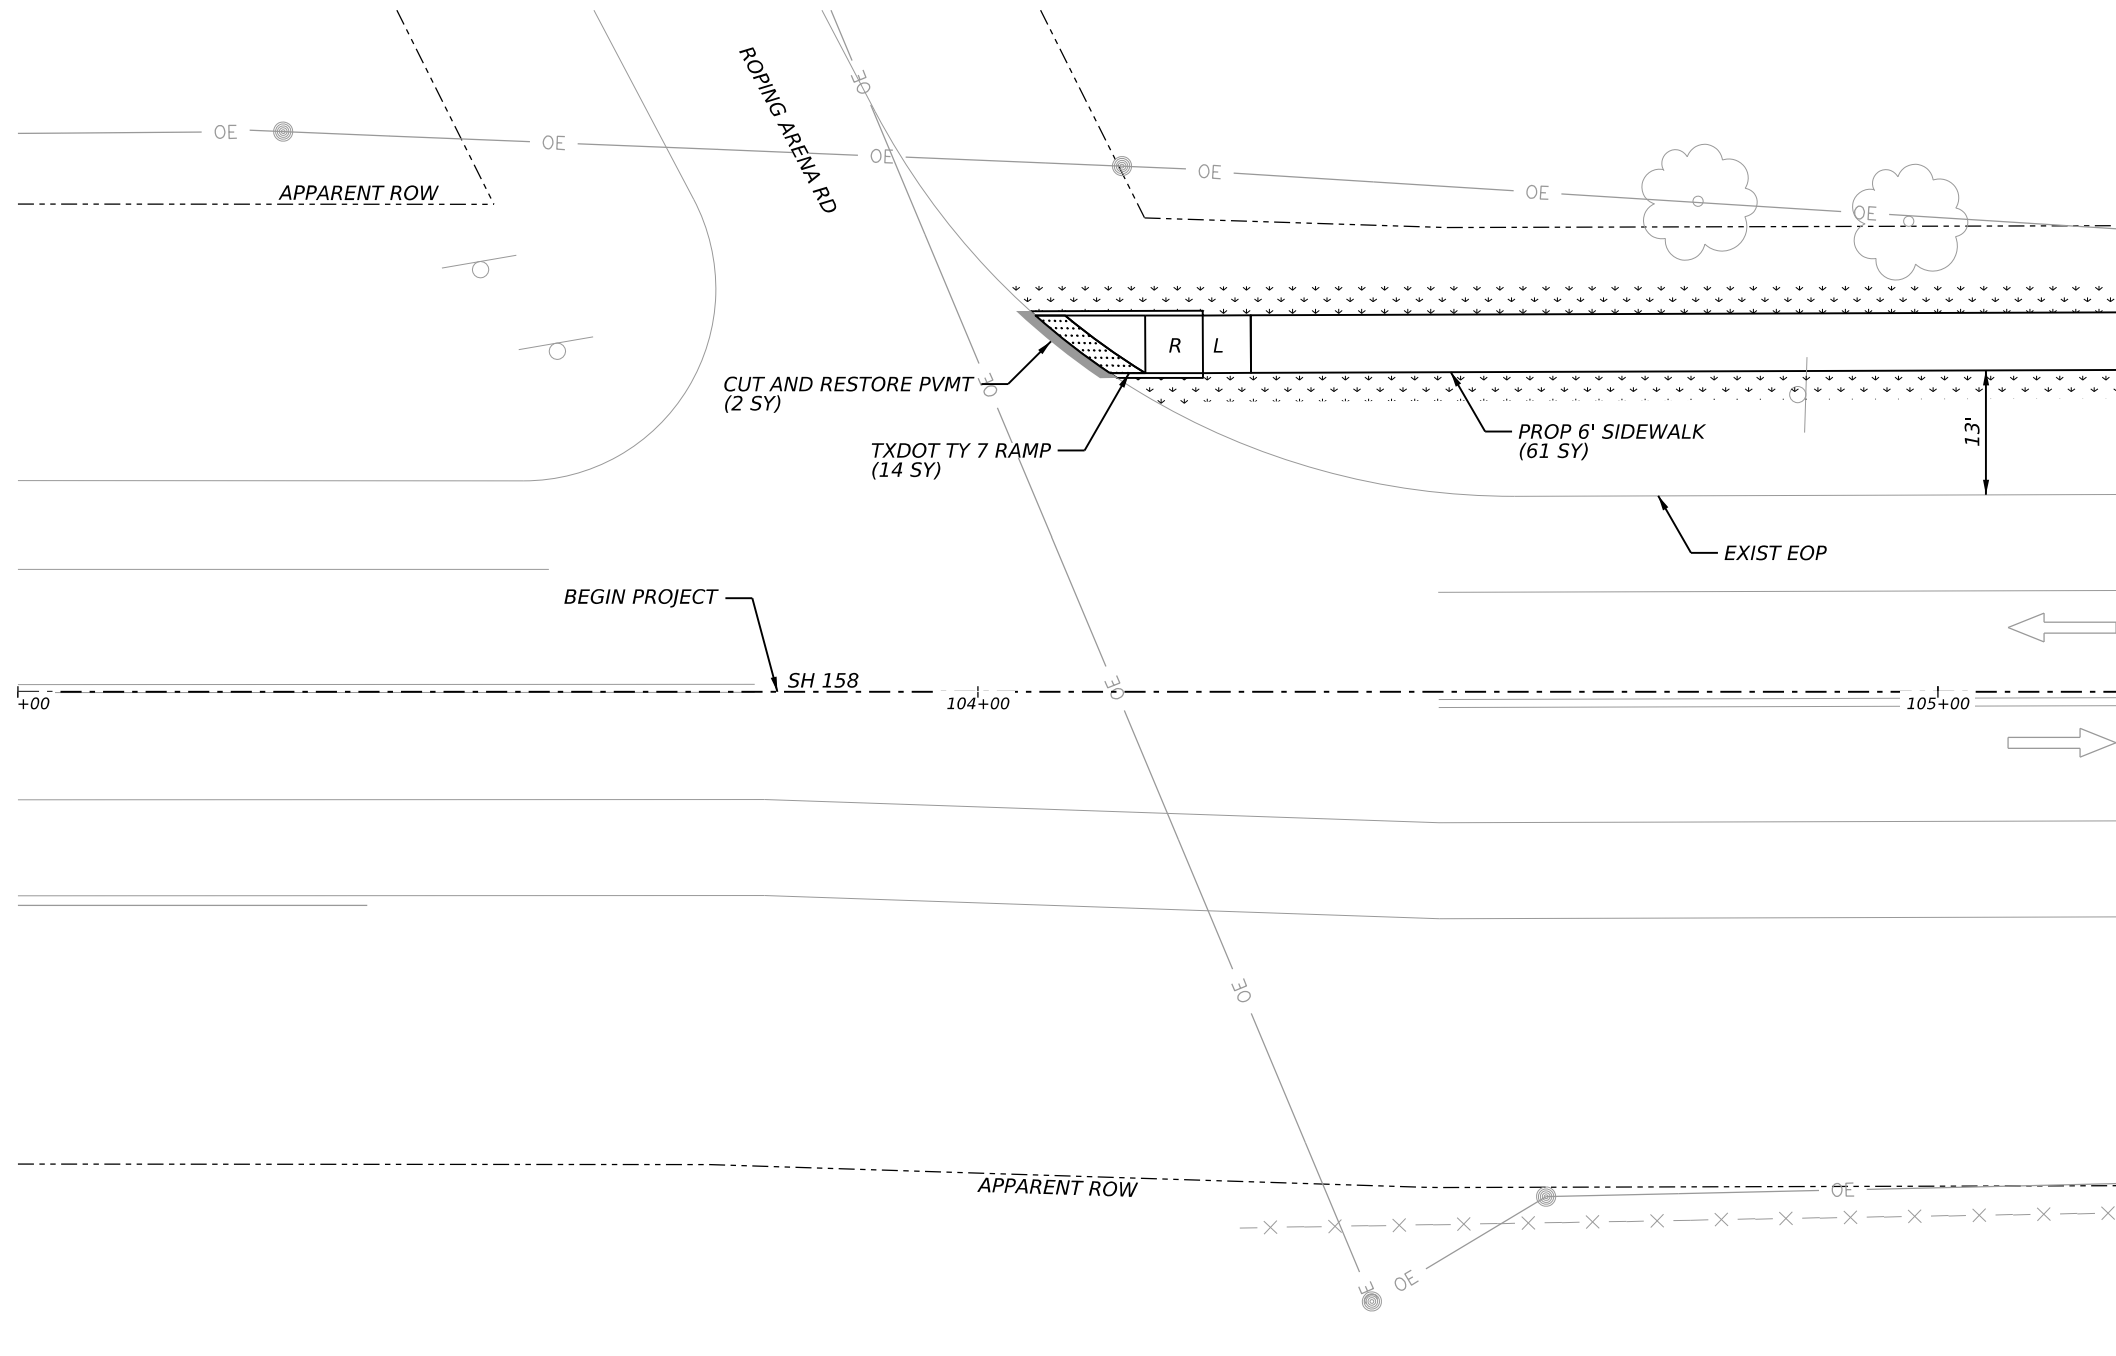 ROPING ARENA RD
OE
OE
OE
OE
OE
OE
OE
APPARENT ROW
R L
CUT AND RESTORE PVMT
(2 SY)
OE
TXDOT TY 7 RAMP
(14 SY)
PROP 6' SIDEWALK
(61 SY)
13'
EXIST EOP
BEGIN PROJECT
SH 158
OE
+00
104+00
105+00
OE
APPARENT ROW
OE
OE
OE